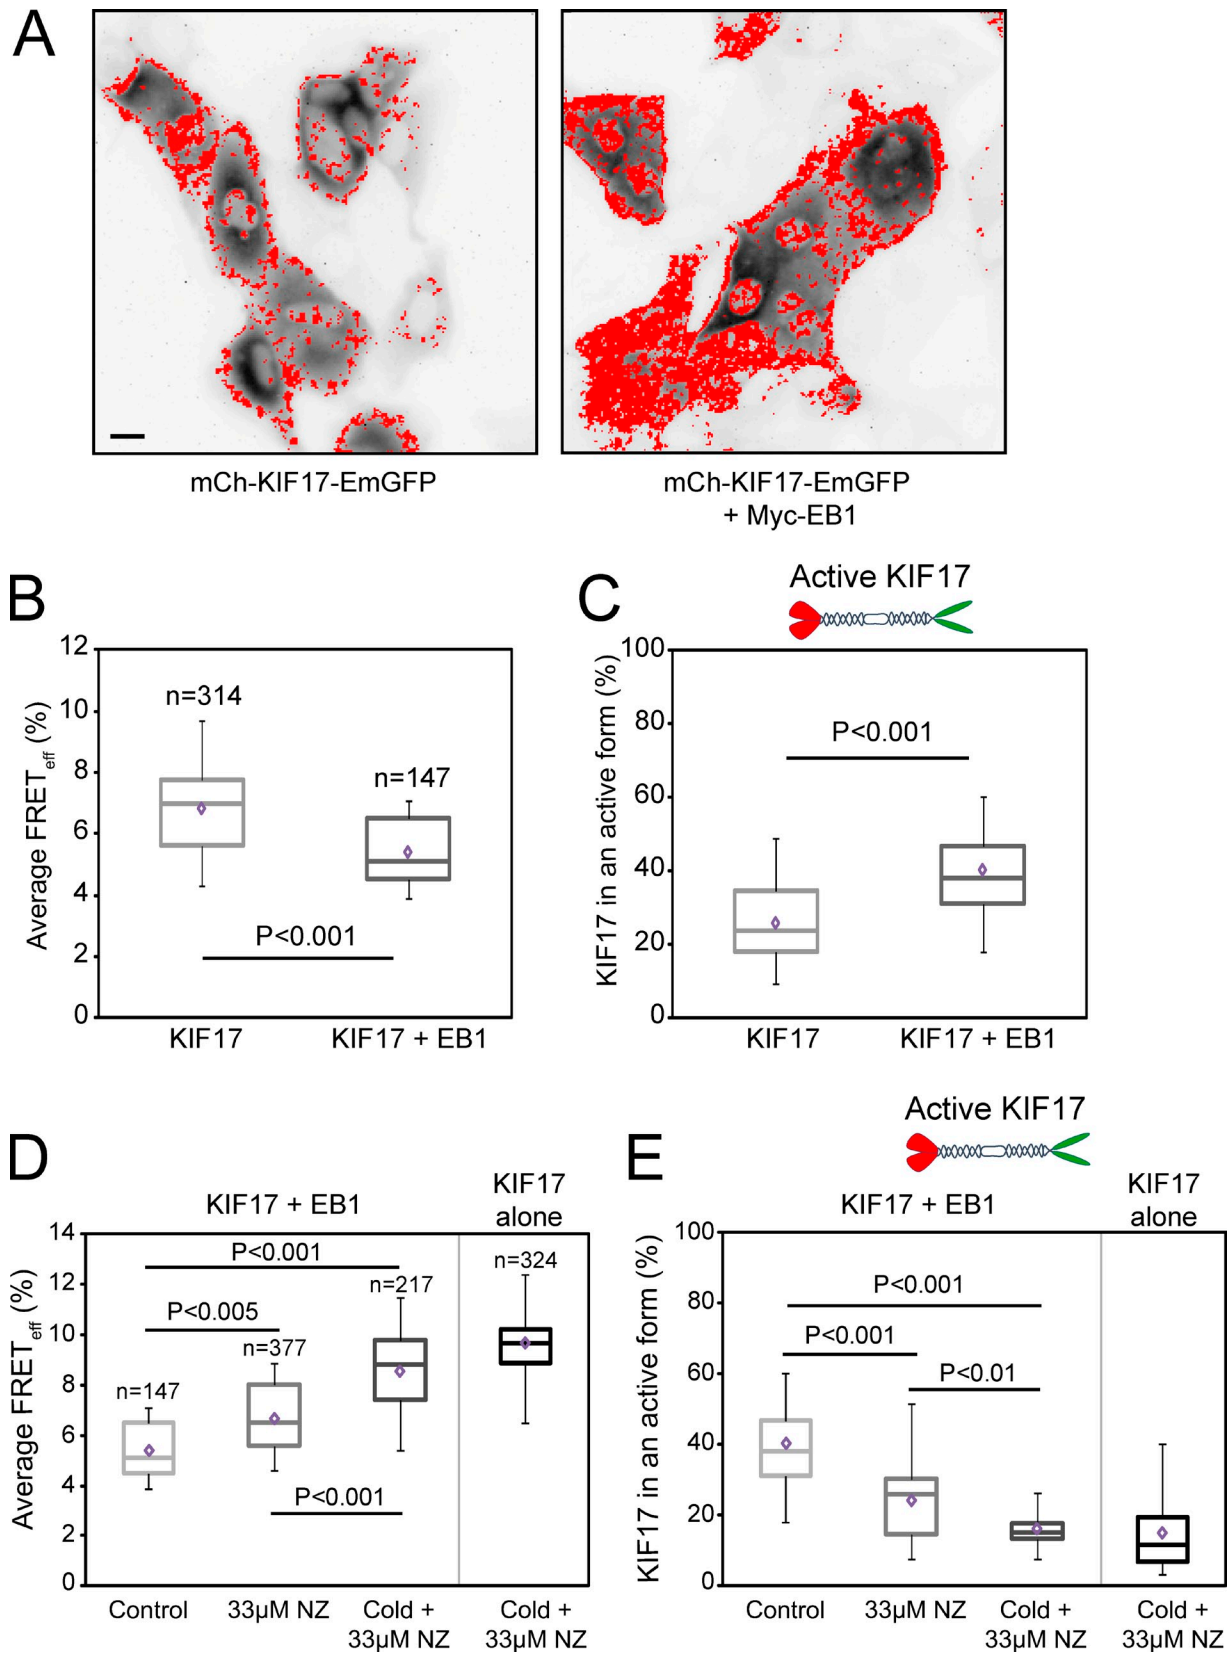 A
mCh-KIF17-EmGFP
mCh-KIF17-EmGFP
+ Myc-EB1
B
Average FRETeff (%)
12
10
8
6
4
2
0
n=314
n=147
P<0.001
KIF17
KIF17 + EB1
C
Active KIF17
KIF17 in an active form (%)
100
80
60
40
20
0
P<0.001
KIF17
KIF17 + EB1
D
KIF17 + EB1
KIF17
alone
Average FRETeff (%)
14
12
10
8
6
4
2
0
P<0.001
P<0.005
n=147
n=377
n=217
n=324
P<0.001
Control
33µM NZ
Cold +
33µM NZ
Cold +
33µM NZ
E
Active KIF17
KIF17 + EB1
KIF17
alone
KIF17 in an active form (%)
100
80
60
40
20
0
P<0.001
P<0.001
P<0.01
Control
33µM NZ
Cold +
33µM NZ
Cold +
33µM NZ